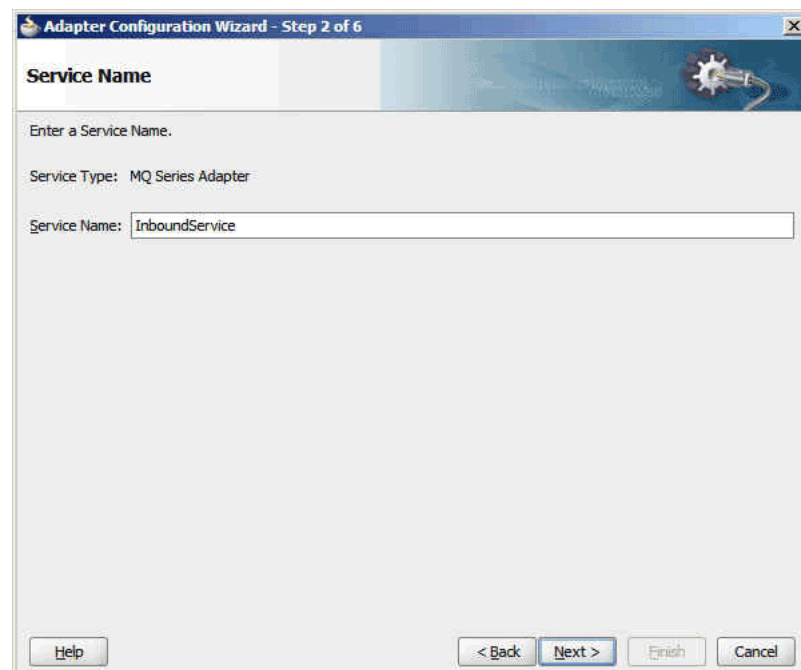 Adapter Configuration Wizard - Step 2 of 6
Service Name
Enter a Service Name.
Service Type: MQ Series Adapter
Service Name: InboundService
Help < Back Next > Finish Cancel